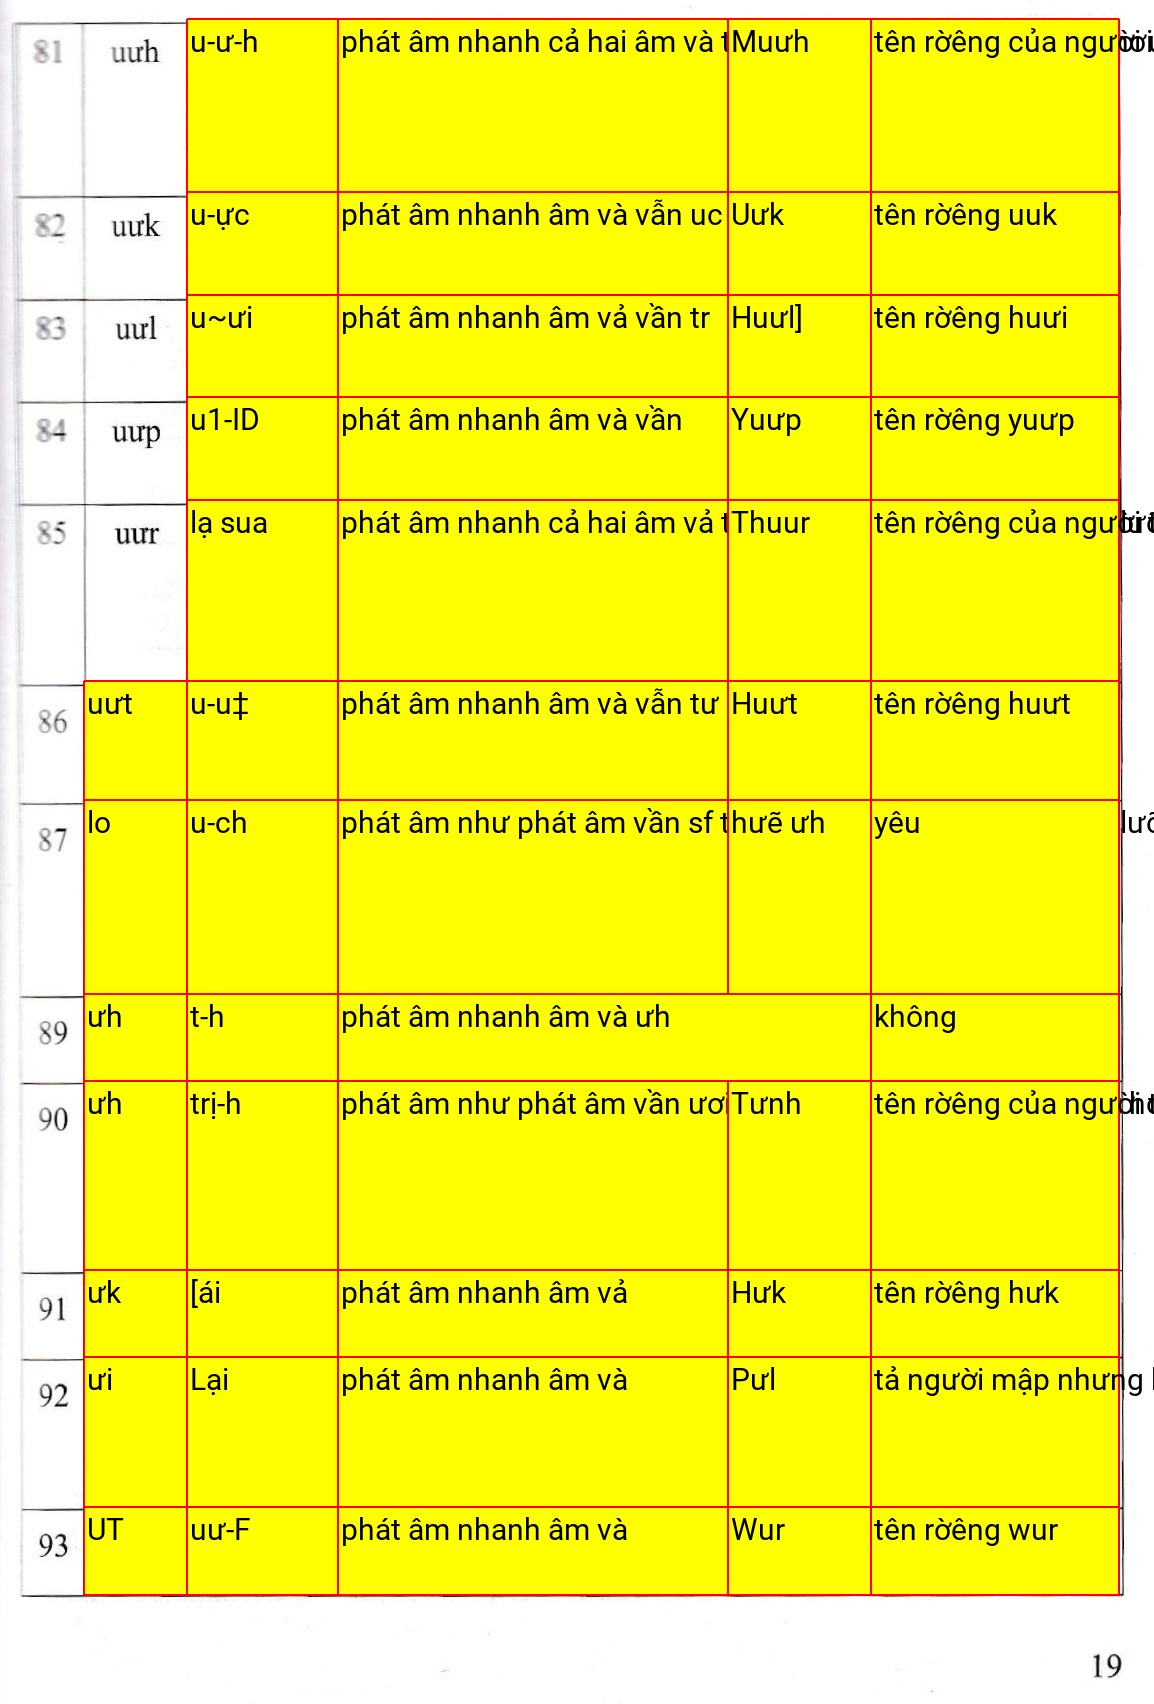 81 uưh u-ư-h phát âm nhanh cả hai âm và Muưh tên rờêng của người
82 uưk u-ực phát âm nhanh âm và vẫn uc Uưk tên rờêng uuk
83 uưl u~ưi phát âm nhanh âm vả vần tr Huưl] tên rờêng huưi
84 uưp u1-ID phát âm nhanh âm và vần Yuưp tên rờêng yuưp
85 uưr lạ sua phát âm nhanh cả hai âm vả Thuur tên rờêng của người
86 uưt u-u‡ phát âm nhanh âm và vẫn tư Huưt tên rờêng huưt
87 lo u-ch phát âm như phát âm vần sf hưẽ ưh yêu
89 ưh t-h phát âm nhanh âm và ưh không
90 ưh trị-h phát âm như phát âm vần Tưnh tên rờêng của người
91 ưk [ái phát âm nhanh âm vả Hưk tên rờêng hưk
92 ưi Lại phát âm nhanh âm và Pưl tả người mập nhưng
93 UT uư-F phát âm nhanh âm và Wur tên rờêng wur
19